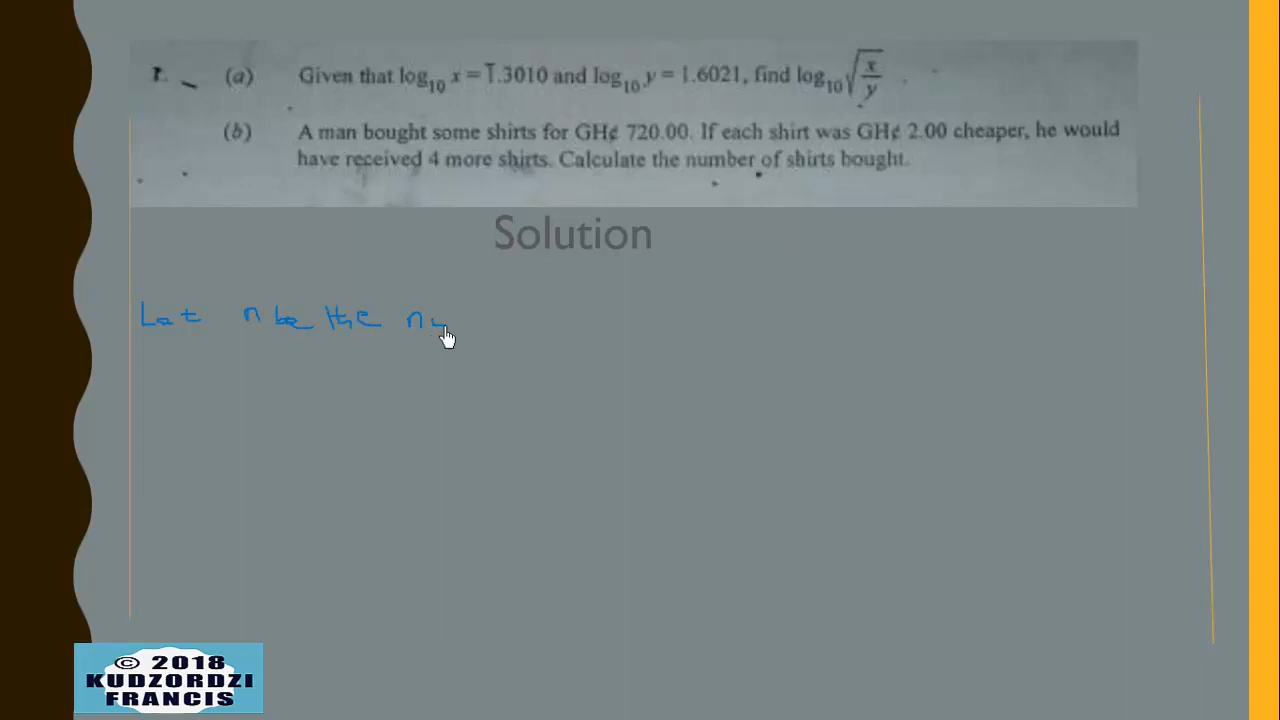 1. (a) Given that log₁₀ x = 1̅.3010 and log₁₀ y = 1.6021, find log₁₀ √(x/y)
(b) A man bought some shirts for GH¢ 720.00. If each shirt was GH¢ 2.00 cheaper, he would
have received 4 more shirts. Calculate the number of shirts bought.
Solution
Let n be the nu
© 2018
KUDZORDZI
FRANCIS